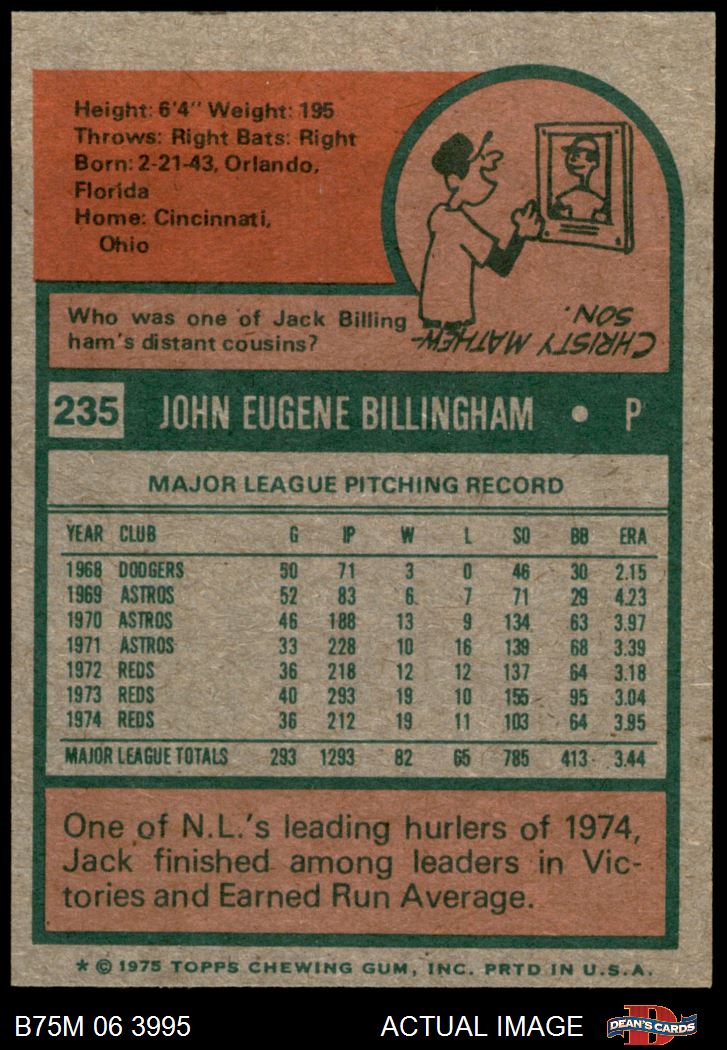 Height: 6'4" Weight: 195
Throws: Right Bats: Right
Born: 2-21-43, Orlando,
Florida
Home: Cincinnati,
Ohio
Who was one of Jack Billing
ham's distant cousins?
CHRISTY MATHEW-
SON.
235 JOHN EUGENE BILLINGHAM • P
MAJOR LEAGUE PITCHING RECORD
YEAR CLUB G IP W L SO BB ERA
1968 DODGERS 50 71 3 0 46 30 2.15
1969 ASTROS 52 83 6 7 71 29 4.23
1970 ASTROS 46 188 13 9 134 63 3.97
1971 ASTROS 33 228 10 16 139 68 3.39
1972 REDS 36 218 12 12 137 64 3.18
1973 REDS 40 293 19 10 155 95 3.04
1974 REDS 36 212 19 11 103 64 3.95
MAJOR LEAGUE TOTALS 293 1293 82 65 785 413 3.44
One of N.L.'s leading hurlers of 1974,
Jack finished among leaders in Vic-
tories and Earned Run Average.
* © 1975 TOPPS CHEWING GUM, INC. PRTD IN U.S.A.
B75M 06 3995 ACTUAL IMAGE DEAN'S CARDS